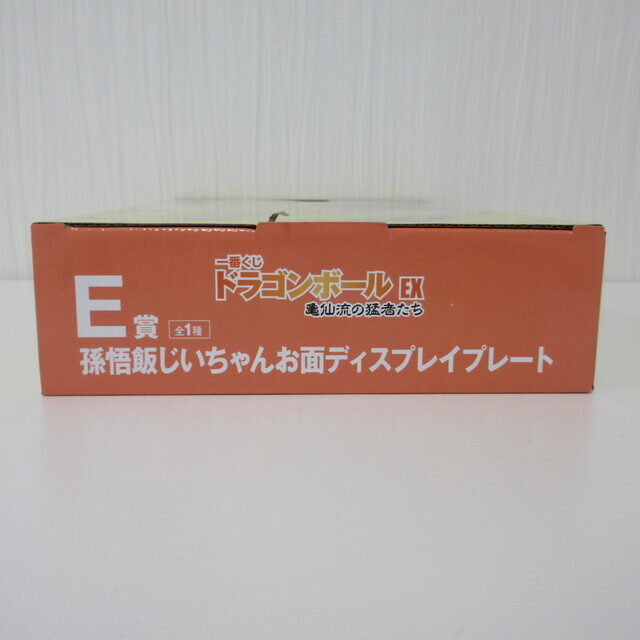 一番くじ
ドラゴンボール EX
亀仙流の猛者たち
E賞 全1種
孫悟飯じいちゃんお面ディスプレイプレート